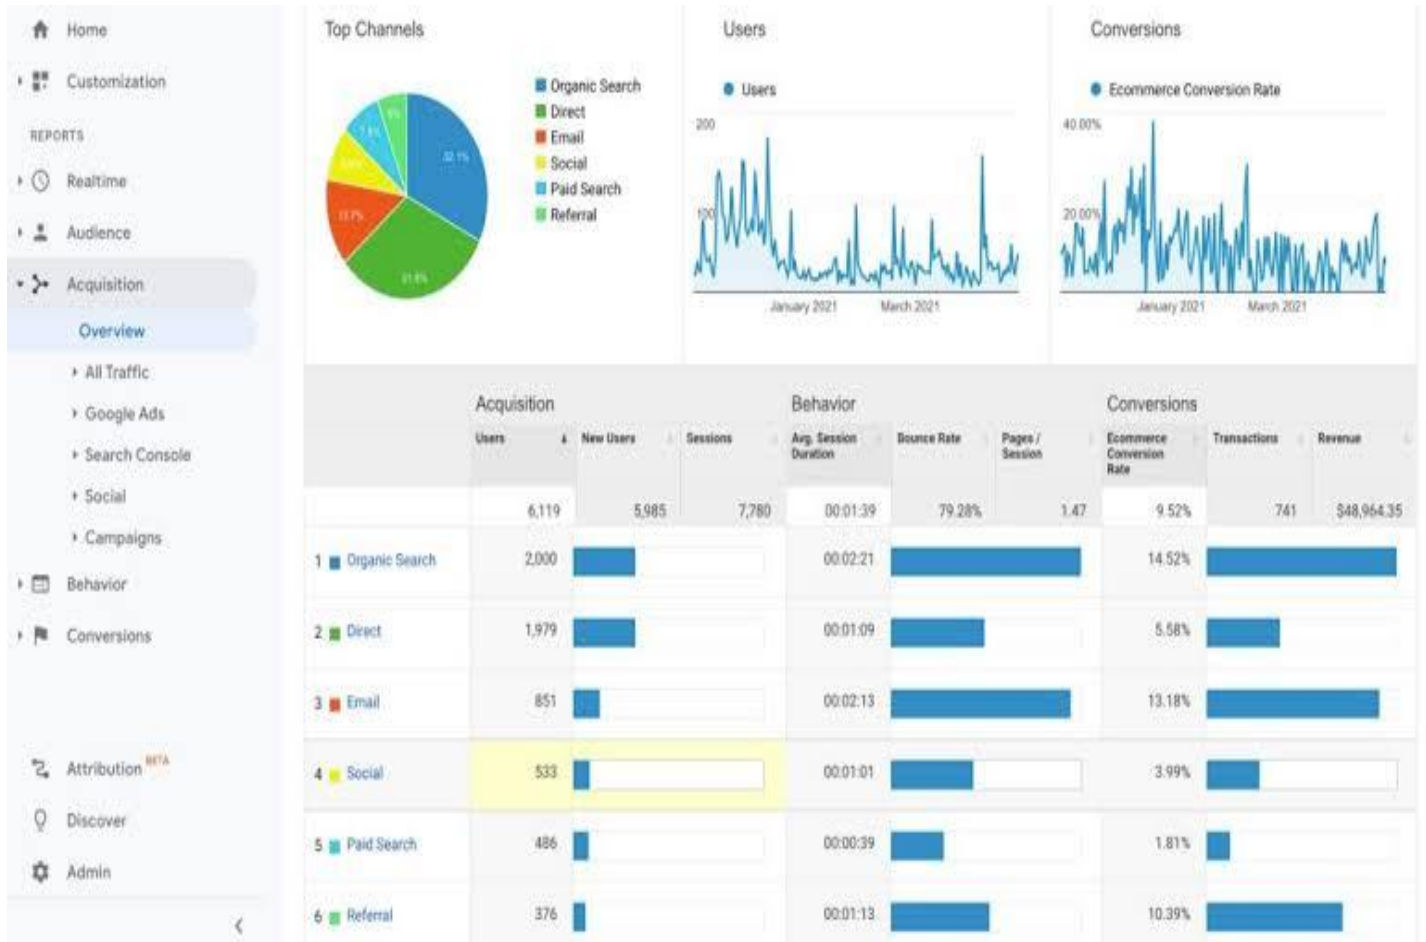 Home
Customization
REPORTS
Realtime
Audience
Acquisition
Overview
All Traffic
Google Ads
Search Console
Social
Campaigns
Behavior
Conversions
Attribution BETA
Discover
Admin
Top Channels
Organic Search
Direct
Email
Social
Paid Search
Referral
32.1%
Users
Users
200
100
January 2021 March 2021
Conversions
Ecommerce Conversion Rate
40.00%
20.00%
January 2021 March 2021
Acquisition Behavior Conversions
Users New Users Sessions Avg. Session Duration Bounce Rate Pages / Session Ecommerce Conversion Rate Transactions Revenue
6,119 5,985 7,780 00:01:39 79.28% 1.47 9.52% 741 $48,964.35
1 Organic Search 2,000 00:02:21 14.52%
2 Direct 1,979 00:01:09 5.58%
3 Email 851 00:02:13 13.18%
4 Social 533 00:01:01 3.99%
5 Paid Search 486 00:00:39 1.81%
6 Referral 376 00:01:13 10.39%